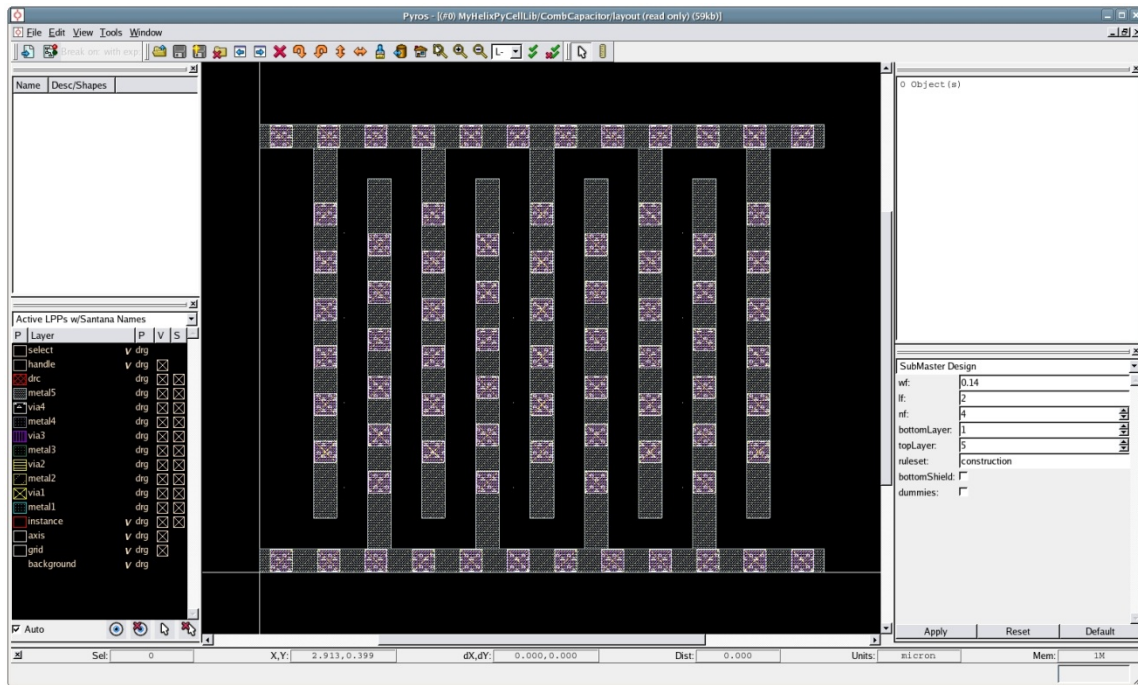 Pyros - [(#0) MyHelixPyCellLib/CombCapacitor/layout (read only) (59kb)]
File Edit View Tools Window
Break on: with exp: L-
Name Desc/Shapes
0 Object(s)
Active LPPs w/Santana Names
P Layer P V S
select v drg
handle v drg
drc drg
metal5 drg
via4 drg
metal4 drg
via3 drg
metal3 drg
via2 drg
metal2 drg
via1 drg
metal1 drg
instance v drg
axis v drg
grid v drg
background v drg
Auto
SubMaster Design
wf: 0.14
lf: 2
nf: 4
bottomLayer: 1
topLayer: 5
ruleset: construction
bottomShield:
dummies:
Apply Reset Default
Sel: 0 X,Y: 2.913,0.399 dX,dY: 0.000,0.000 Dist: 0.000 Units: micron Mem: 1M